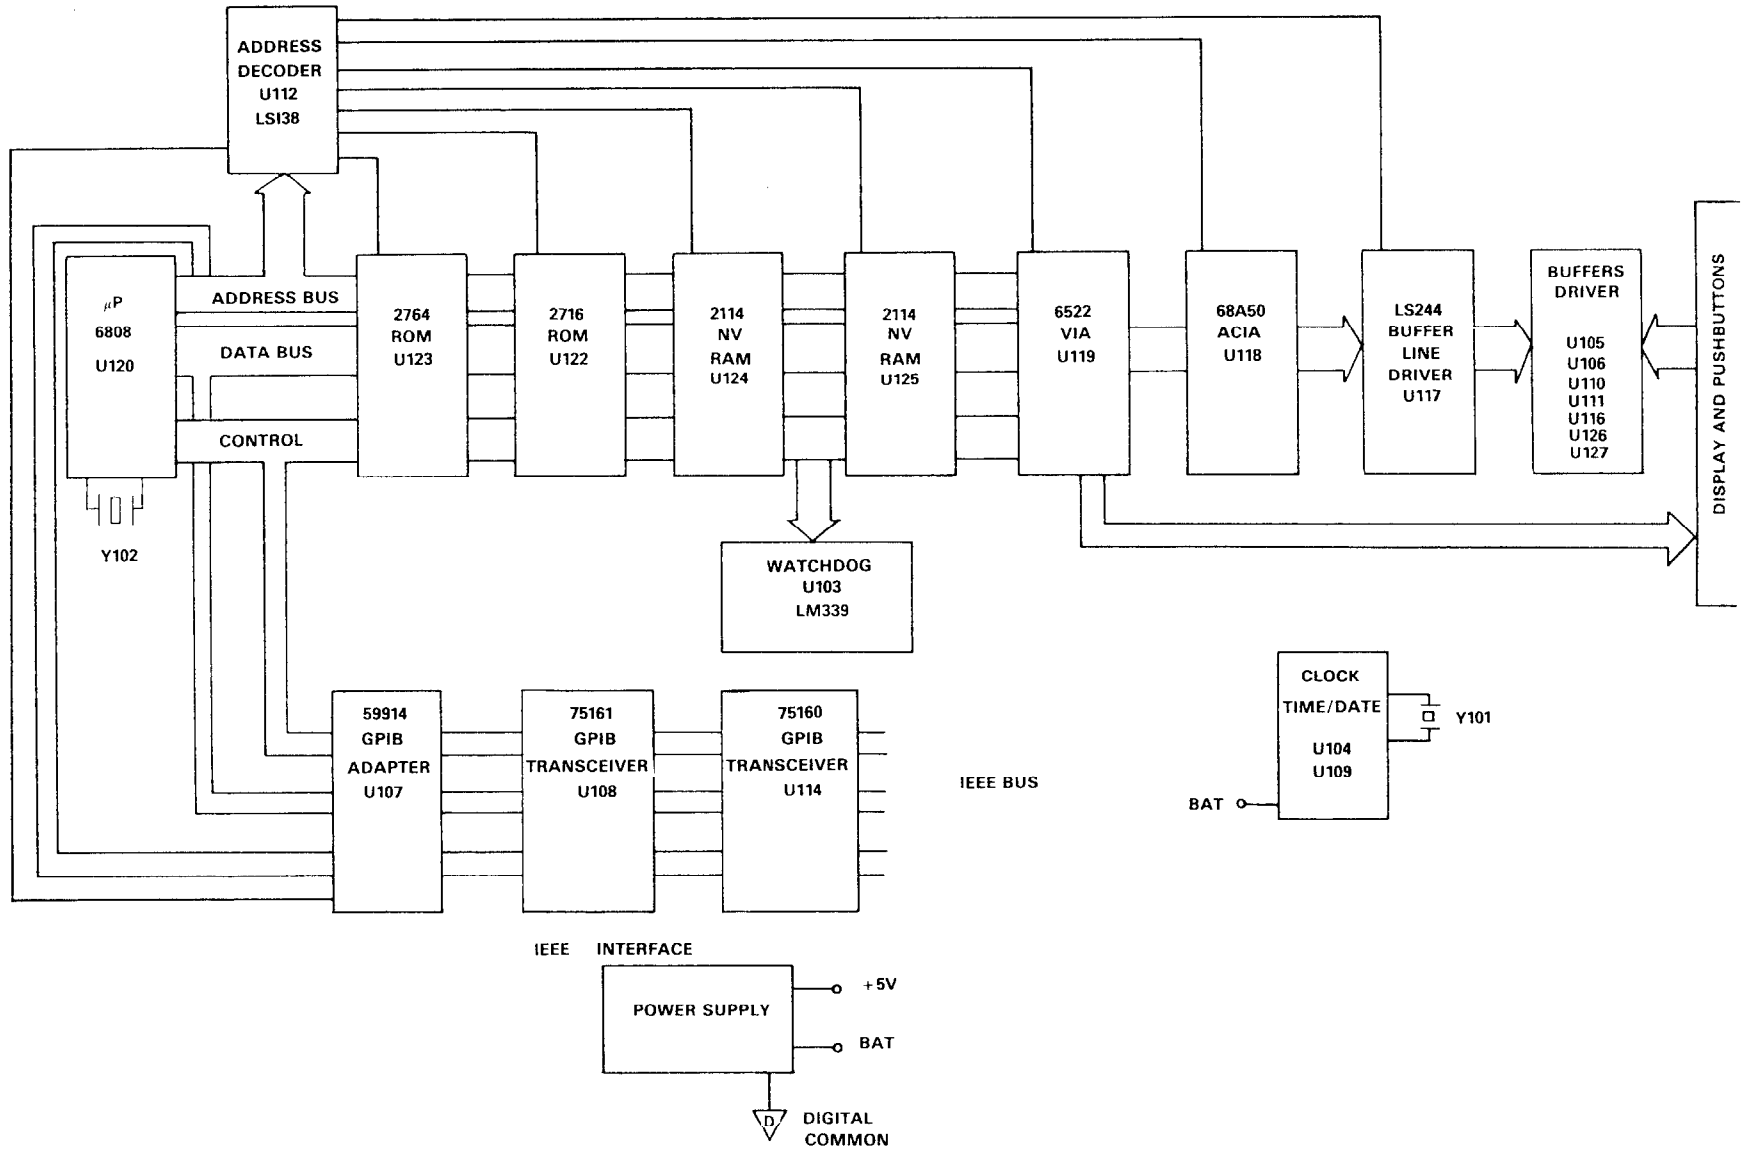 ADDRESS
DECODER
U112
LSI38
μP
6808
U120
ADDRESS BUS
DATA BUS
CONTROL
Y102
2764
ROM
U123
2716
ROM
U122
2114
NV
RAM
U124
2114
NV
RAM
U125
6522
VIA
U119
68A50
ACIA
U118
LS244
BUFFER
LINE
DRIVER
U117
BUFFERS
DRIVER
U105
U106
U110
U111
U116
U126
U127
DISPLAY AND PUSHBUTTONS
WATCHDOG
U103
LM339
59914
GPIB
ADAPTER
U107
75161
GPIB
TRANSCEIVER
U108
75160
GPIB
TRANSCEIVER
U114
IEEE BUS
CLOCK
TIME/DATE
U104
U109
Y101
BAT
IEEE INTERFACE
POWER SUPPLY
+5V
BAT
D
DIGITAL
COMMON